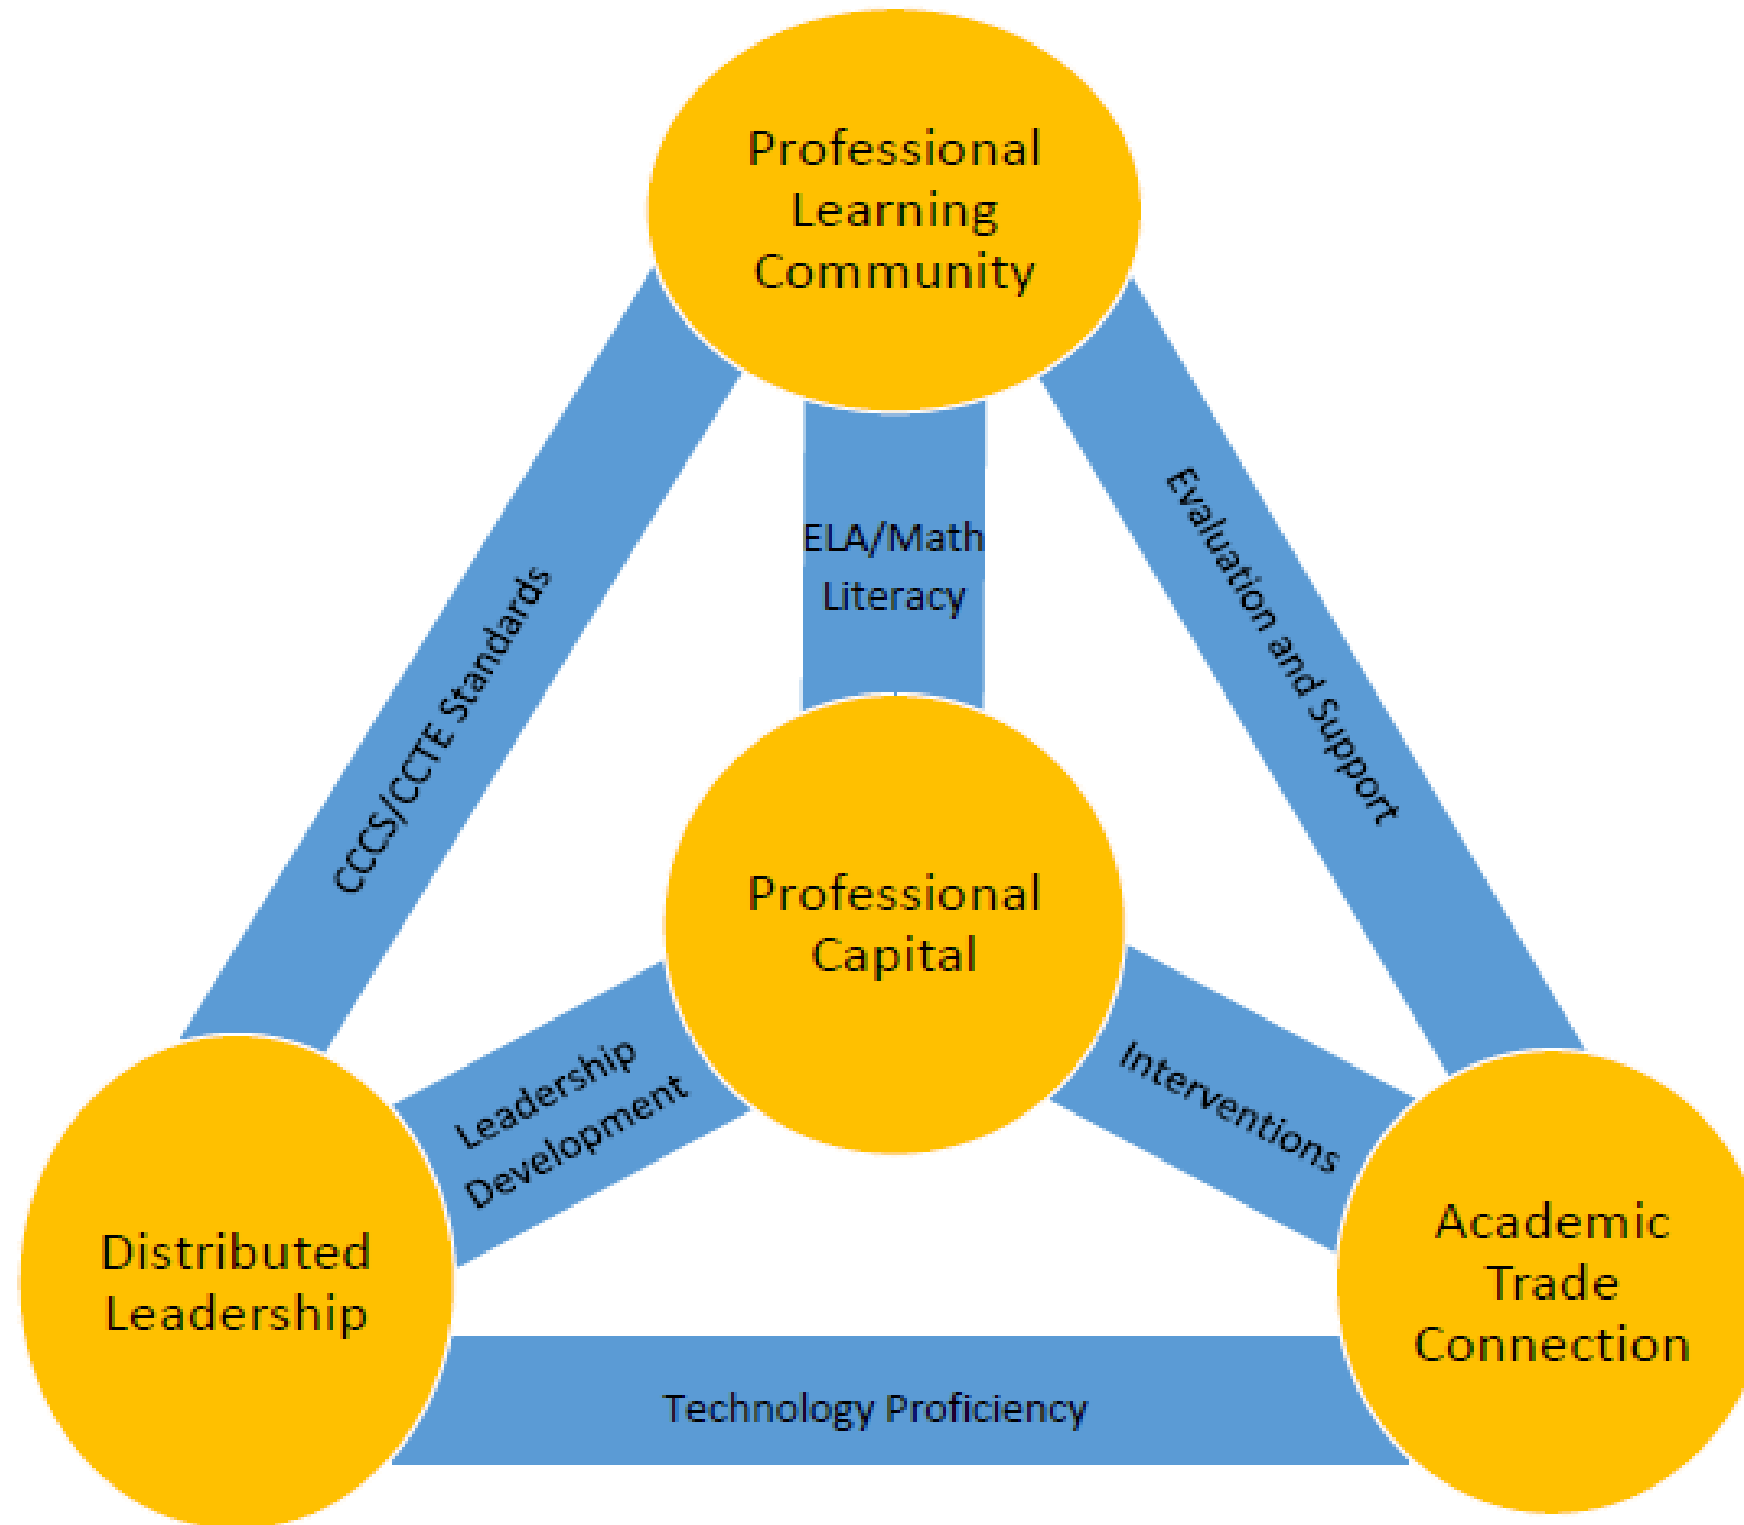 Professional
Learning
Community
ELA/Math
Literacy
Evaluation and Support
CCCS/CCTE Standards
Professional
Capital
Leadership
Development
Interventions
Distributed
Leadership
Academic
Trade
Connection
Technology Proficiency